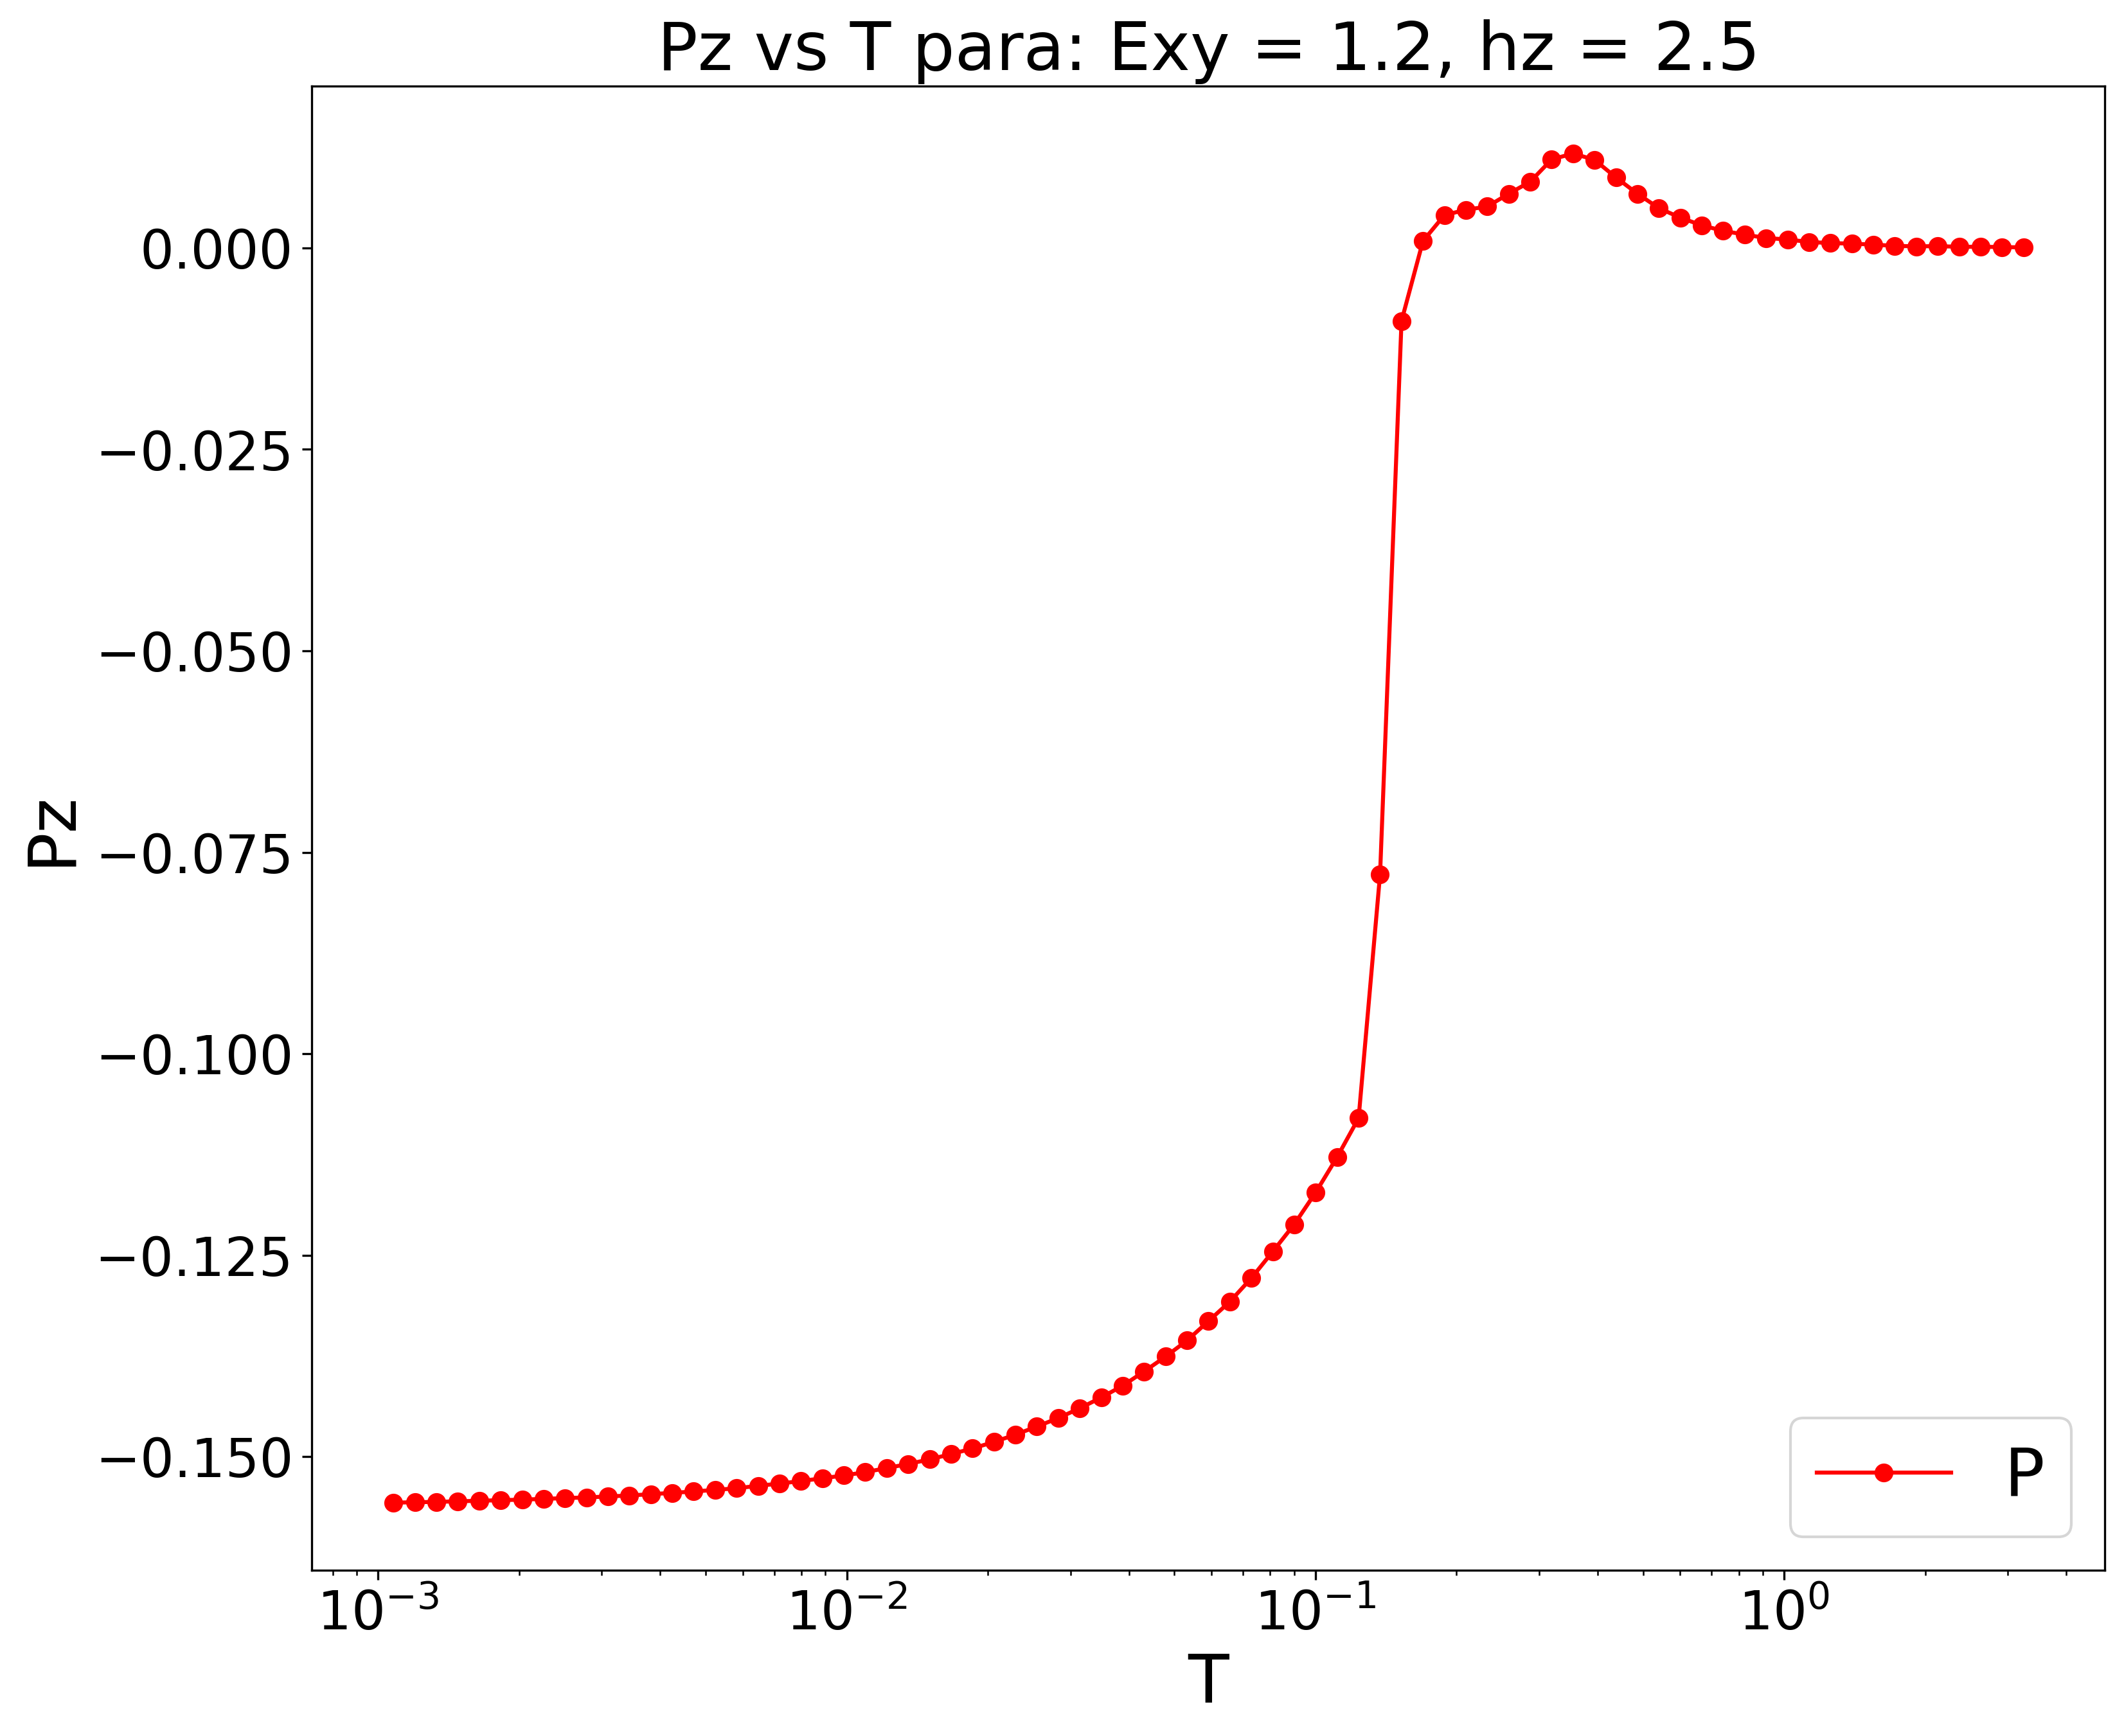 Pz vs T para: Exy = 1.2, hz = 2.5
Pz
0.000
−0.025
−0.050
−0.075
−0.100
−0.125
−0.150
P
10⁻³ 10⁻² 10⁻¹ 10⁰
T